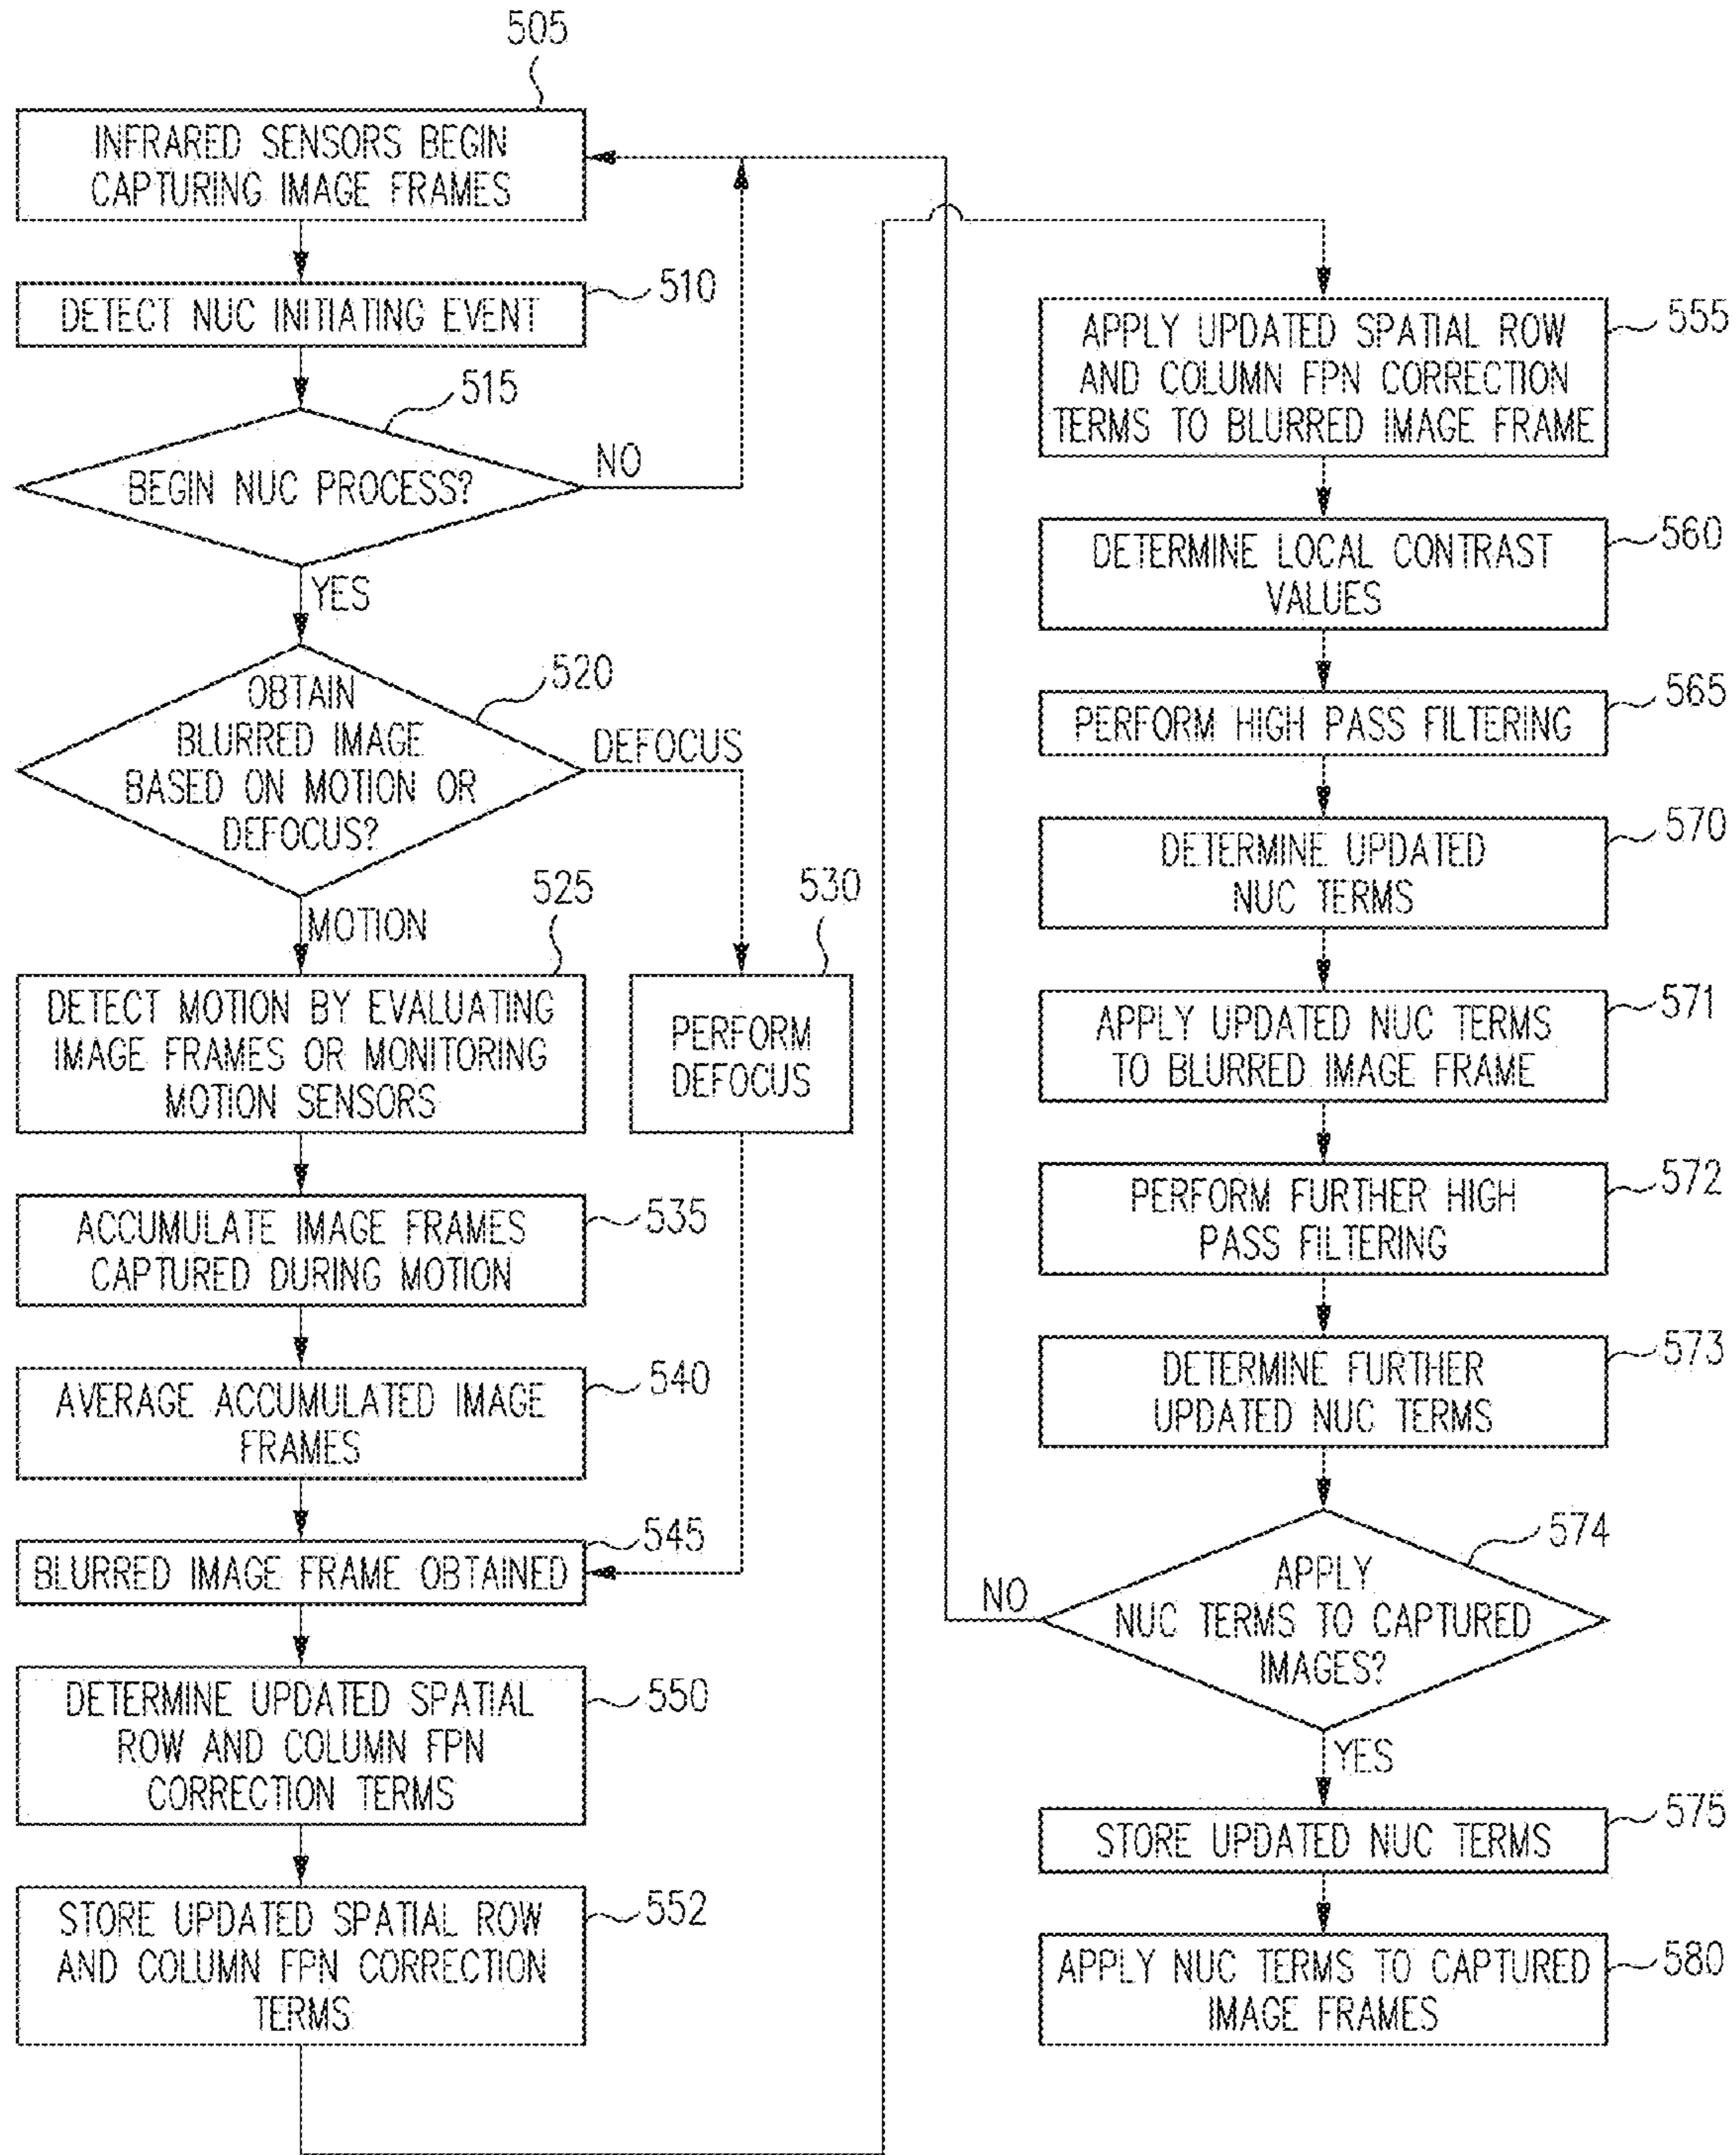 505
INFRARED SENSORS BEGIN
CAPTURING IMAGE FRAMES
DETECT NUC INITIATING EVENT
510
515
BEGIN NUC PROCESS?
NO
YES
520
OBTAIN
BLURRED IMAGE
BASED ON MOTION OR
DEFOCUS?
DEFOCUS
MOTION
525
530
DETECT MOTION BY EVALUATING
IMAGE FRAMES OR MONITORING
MOTION SENSORS
PERFORM
DEFOCUS
ACCUMULATE IMAGE FRAMES
CAPTURED DURING MOTION
535
AVERAGE ACCUMULATED IMAGE
FRAMES
540
BLURRED IMAGE FRAME OBTAINED
545
DETERMINE UPDATED SPATIAL
ROW AND COLUMN FPN
CORRECTION TERMS
550
STORE UPDATED SPATIAL ROW
AND COLUMN FPN CORRECTION
TERMS
552
APPLY UPDATED SPATIAL ROW
AND COLUMN FPN CORRECTION
TERMS TO BLURRED IMAGE FRAME
555
DETERMINE LOCAL CONTRAST
VALUES
560
PERFORM HIGH PASS FILTERING
565
DETERMINE UPDATED
NUC TERMS
570
APPLY UPDATED NUC TERMS
TO BLURRED IMAGE FRAME
571
PERFORM FURTHER HIGH
PASS FILTERING
572
DETERMINE FURTHER
UPDATED NUC TERMS
573
574
APPLY
NUC TERMS TO CAPTURED
IMAGES?
NO
YES
STORE UPDATED NUC TERMS
575
APPLY NUC TERMS TO CAPTURED
IMAGE FRAMES
580